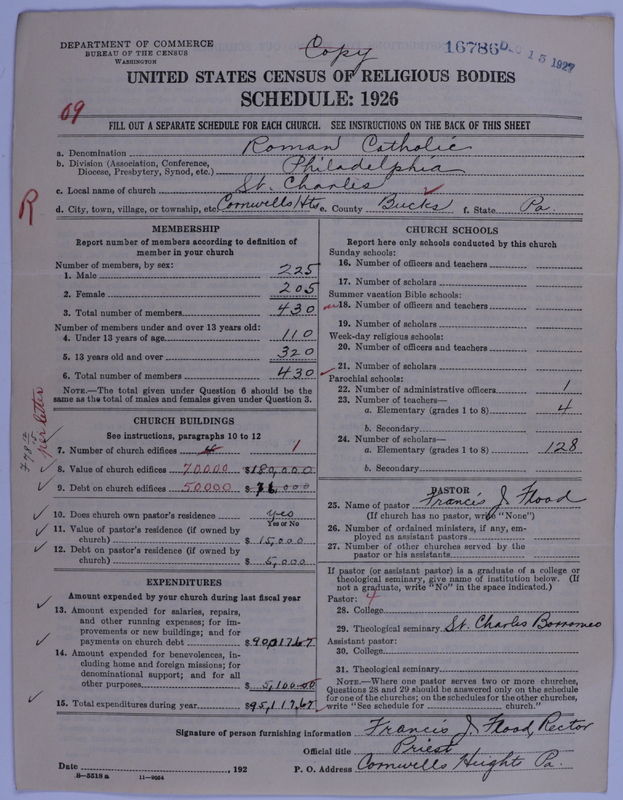 DEPARTMENT OF COMMERCE
BUREAU OF THE CENSUS
WASHINGTON
Copy
16786 DEC 15 1927
UNITED STATES CENSUS OF RELIGIOUS BODIES
SCHEDULE: 1926
69
FILL OUT A SEPARATE SCHEDULE FOR EACH CHURCH. SEE INSTRUCTIONS ON THE BACK OF THIS SHEET
a. Denomination Roman Catholic
b. Division (Association, Conference, Diocese, Presbytery, Synod, etc.) Philadelphia
c. Local name of church St. Charles
R
d. City, town, village, or township, etc. Cornwells Hts. e. County Bucks f. State Pa.
MEMBERSHIP
Report number of members according to definition of
member in your church
Number of members, by sex:
1. Male 225
2. Female 205
3. Total number of members 430
Number of members under and over 13 years old:
4. Under 13 years of age 110
5. 13 years old and over 320
6. Total number of members 430
NOTE.—The total given under Question 6 should be the
same as the total of males and females given under Question 3.
CHURCH BUILDINGS
See instructions, paragraphs 10 to 12
per letter
7. Number of church edifices 1
8. Value of church edifices 70000 $180,000
9. Debt on church edifices 50000 $
10. Does church own pastor's residence yes
Yes or No
11. Value of pastor's residence (if owned by
church) $15,000
12. Debt on pastor's residence (if owned by
church) $5,000
EXPENDITURES
Amount expended by your church during last fiscal year
13. Amount expended for salaries, repairs,
and other running expenses; for im-
provements or new buildings; and for
payments on church debt $90,017.67
14. Amount expended for benevolences, in-
cluding home and foreign missions; for
denominational support; and for all
other purposes $5,100.00
15. Total expenditures during year $95,117.67
CHURCH SCHOOLS
Report here only schools conducted by this church
Sunday schools:
16. Number of officers and teachers
17. Number of scholars
Summer vacation Bible schools:
18. Number of officers and teachers
19. Number of scholars
Week-day religious schools:
20. Number of officers and teachers
21. Number of scholars
Parochial schools:
22. Number of administrative officers 1
23. Number of teachers—
a. Elementary (grades 1 to 8) 4
b. Secondary
24. Number of scholars—
a. Elementary (grades 1 to 8) 128
b. Secondary
PASTOR
25. Name of pastor Francis J. Flood
(If church has no pastor, write "None")
26. Number of ordained ministers, if any, em-
ployed as assistant pastors
27. Number of other churches served by the
pastor or his assistants
If pastor (or assistant pastor) is a graduate of a college or
theological seminary, give name of institution below. (If
not a graduate, write "No" in the space indicated.)
Pastor: 4
28. College
29. Theological seminary St. Charles Borromeo
Assistant pastor:
30. College
31. Theological seminary
NOTE.—Where one pastor serves two or more churches,
Questions 28 and 29 should be answered only on the schedule
for one of the churches; on the schedules for the other churches,
write "See schedule for church."
Signature of person furnishing information Francis J. Flood, Rector
Official title Priest
Date , 192 P. O. Address Cornwells Height Pa.
8—5518 a 11—9564